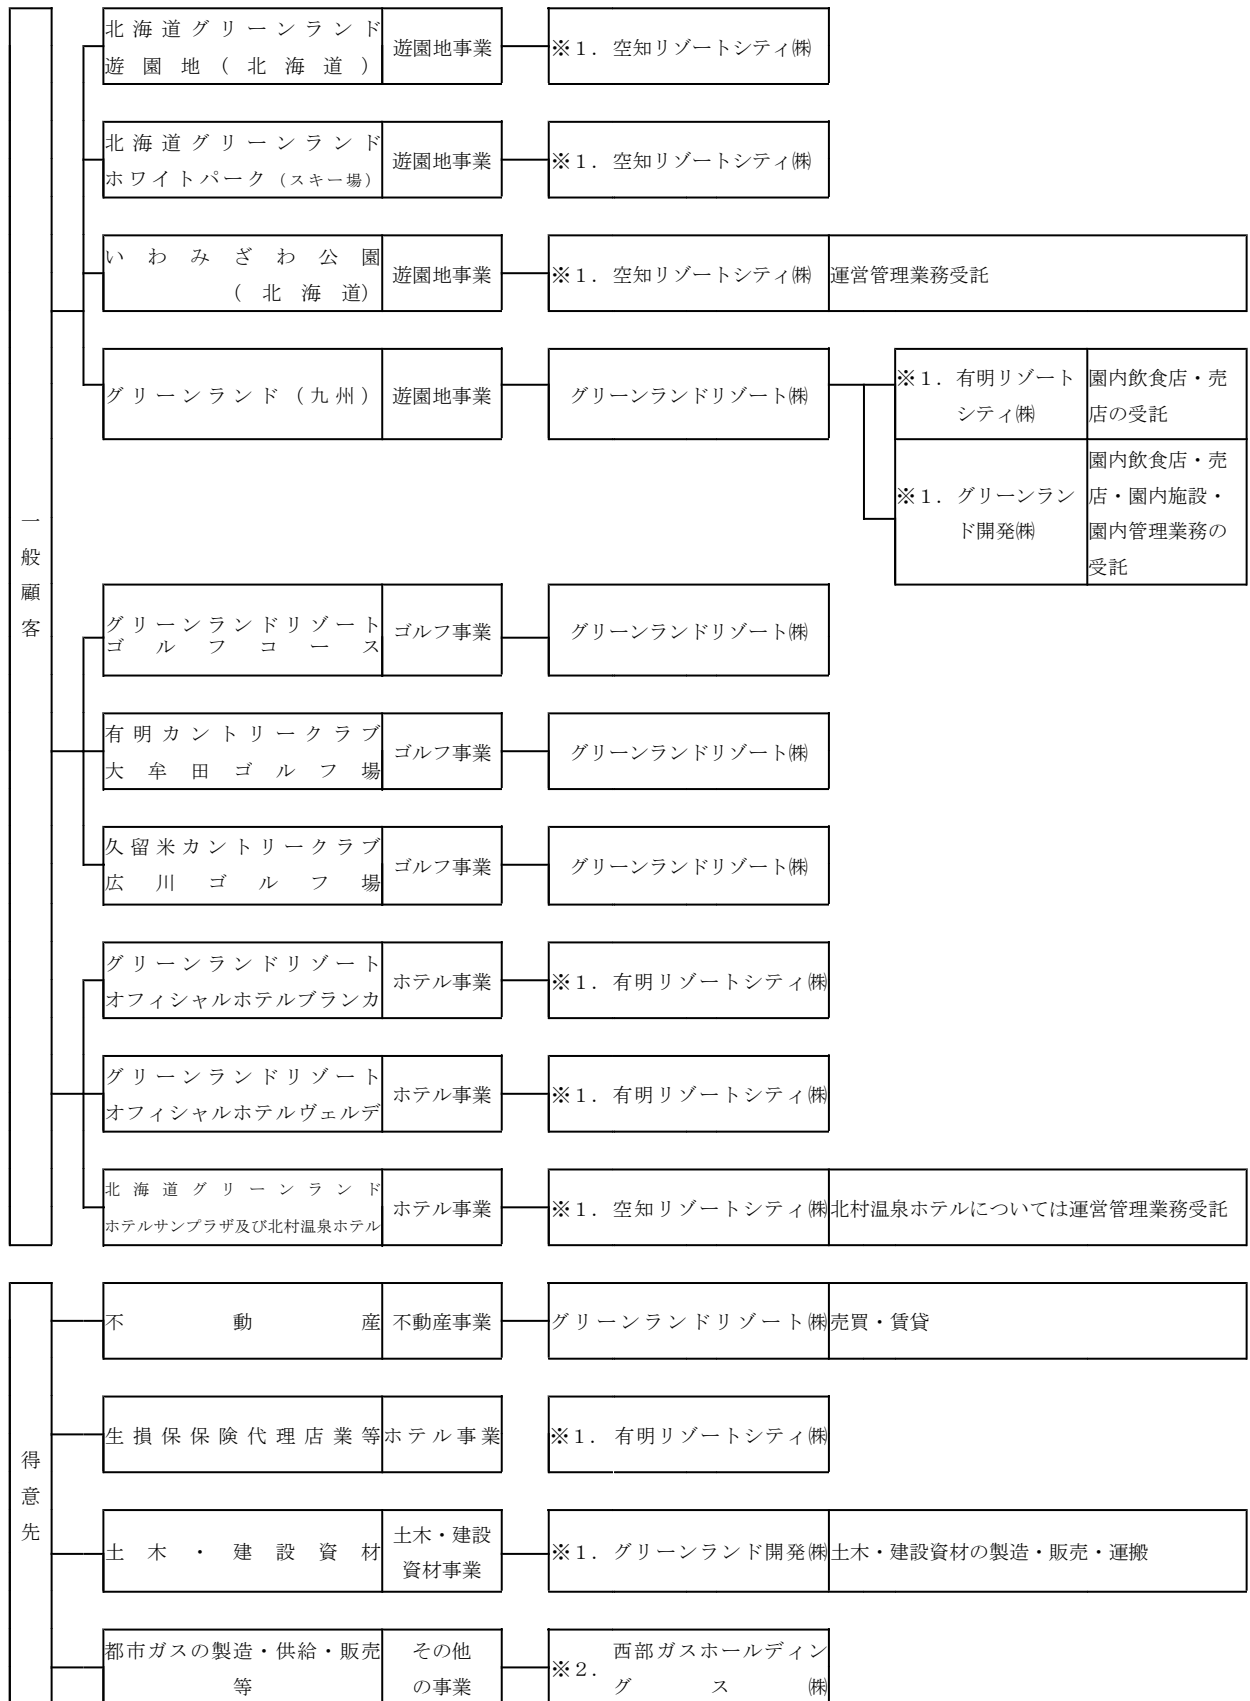 一般顧客
北海道グリーンランド
遊園地(北海道)
遊園地事業
※1.空知リゾートシティ㈱
北海道グリーンランド
ホワイトパーク(スキー場)
遊園地事業
※1.空知リゾートシティ㈱
いわみざわ公園
(北海道)
遊園地事業
※1.空知リゾートシティ㈱
運営管理業務受託
グリーンランド(九州)
遊園地事業
グリーンランドリゾート㈱
※1.有明リゾート
シティ㈱
園内飲食店・売
店の受託
※1.グリーンラン
ド開発㈱
園内飲食店・売
店・園内施設・
園内管理業務の
受託
グリーンランドリゾート
ゴルフコース
ゴルフ事業
グリーンランドリゾート㈱
有明カントリークラブ
大牟田ゴルフ場
ゴルフ事業
グリーンランドリゾート㈱
久留米カントリークラブ
広川ゴルフ場
ゴルフ事業
グリーンランドリゾート㈱
グリーンランドリゾート
オフィシャルホテルブランカ
ホテル事業
※1.有明リゾートシティ㈱
グリーンランドリゾート
オフィシャルホテルヴェルデ
ホテル事業
※1.有明リゾートシティ㈱
北海道グリーンランド
ホテルサンプラザ及び北村温泉ホテル
ホテル事業
※1.空知リゾートシティ㈱
北村温泉ホテルについては運営管理業務受託
得意先
不動産
不動産事業
グリーンランドリゾート㈱
売買・賃貸
生損保保険代理店業等
ホテル事業
※1.有明リゾートシティ㈱
土木・建設資材
土木・建設
資材事業
※1.グリーンランド開発㈱
土木・建設資材の製造・販売・運搬
都市ガスの製造・供給・販売
等
その他
の事業
※2.西部ガスホールディン
グス㈱